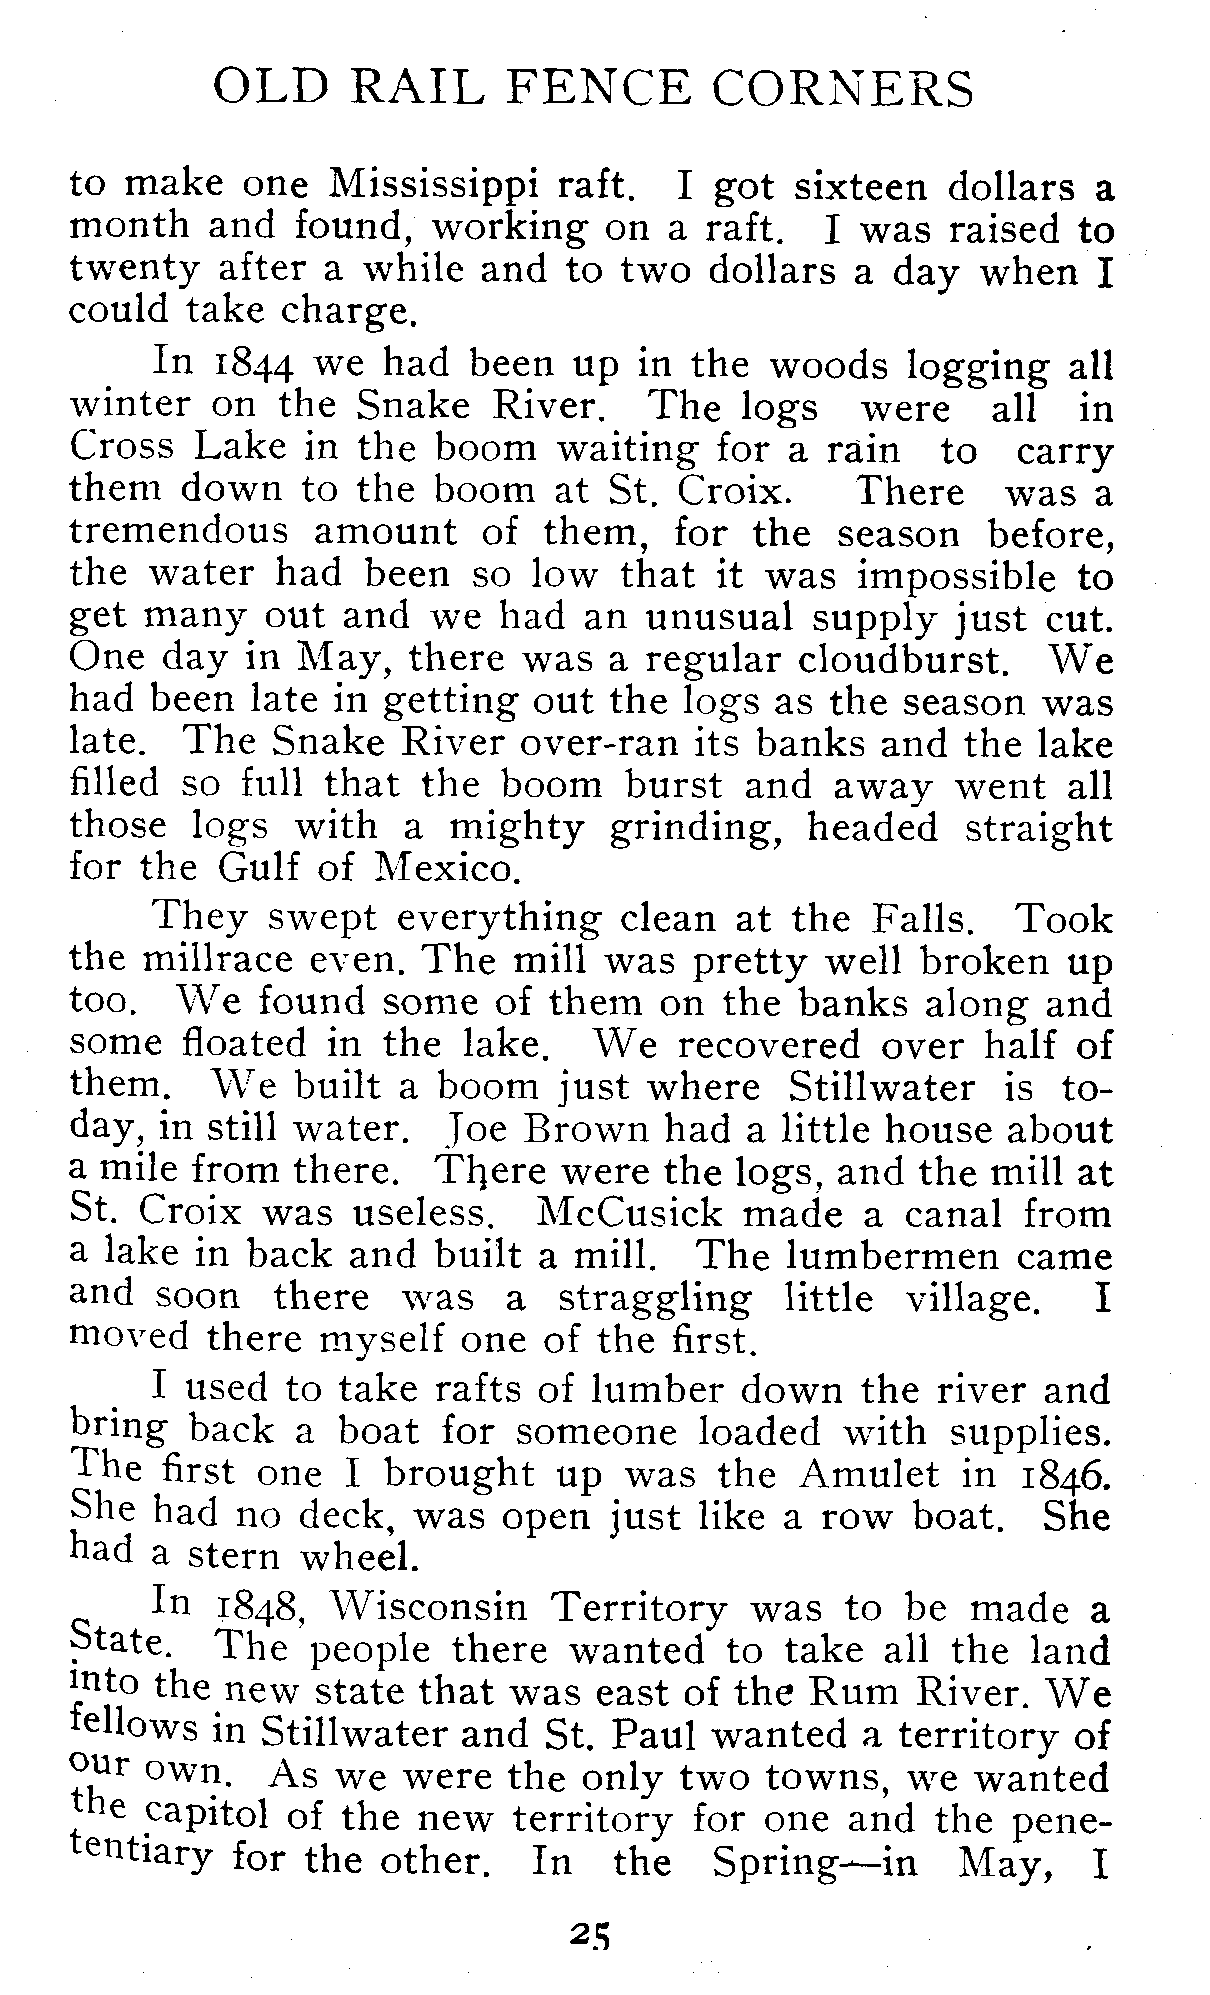 OLD RAIL FENCE CORNERS
to make one Mississippi raft. I got sixteen dollars a
month and found, working on a raft. I was raised to
twenty after a while and to two dollars a day when I
could take charge.
In 1844 we had been up in the woods logging all
winter on the Snake River. The logs were all in
Cross Lake in the boom waiting for a rain to carry
them down to the boom at St. Croix. There was a
tremendous amount of them, for the season before,
the water had been so low that it was impossible to
get many out and we had an unusual supply just cut.
One day in May, there was a regular cloudburst. We
had been late in getting out the logs as the season was
late. The Snake River over-ran its banks and the lake
filled so full that the boom burst and away went all
those logs with a mighty grinding, headed straight
for the Gulf of Mexico.
They swept everything clean at the Falls. Took
the millrace even. The mill was pretty well broken up
too. We found some of them on the banks along and
some floated in the lake. We recovered over half of
them. We built a boom just where Stillwater is to-
day, in still water. Joe Brown had a little house about
a mile from there. There were the logs, and the mill at
St. Croix was useless. McCusick made a canal from
a lake in back and built a mill. The lumbermen came
and soon there was a straggling little village. I
moved there myself one of the first.
I used to take rafts of lumber down the river and
bring back a boat for someone loaded with supplies.
The first one I brought up was the Amulet in 1846.
She had no deck, was open just like a row boat. She
had a stern wheel.
In 1848, Wisconsin Territory was to be made a
State. The people there wanted to take all the land
into the new state that was east of the Rum River. We
fellows in Stillwater and St. Paul wanted a territory of
our own. As we were the only two towns, we wanted
the capitol of the new territory for one and the pene-
tentiary for the other. In the Spring—in May, I
25